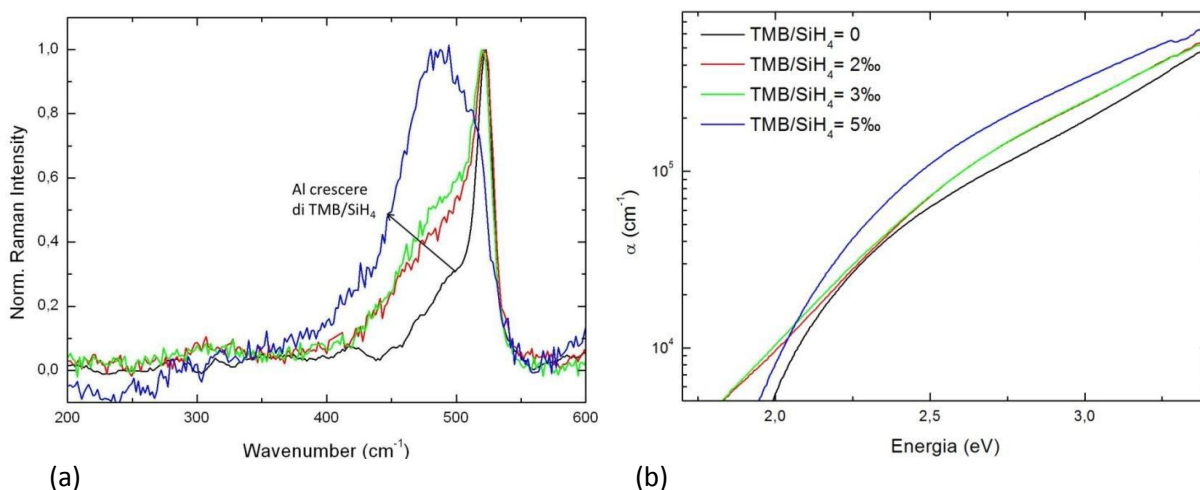 1,0
0,8
0,6
0,4
0,2
0,0
Norm. Raman Intensity
Al crescere
di TMB/SiH4
200 300 400 500 600
Wavenumber (cm-1)
(a)
TMB/SiH4= 0
TMB/SiH4= 2‰
TMB/SiH4= 3‰
TMB/SiH4= 5‰
10^5
10^4
α (cm-1)
2,0 2,5 3,0
Energia (eV)
(b)